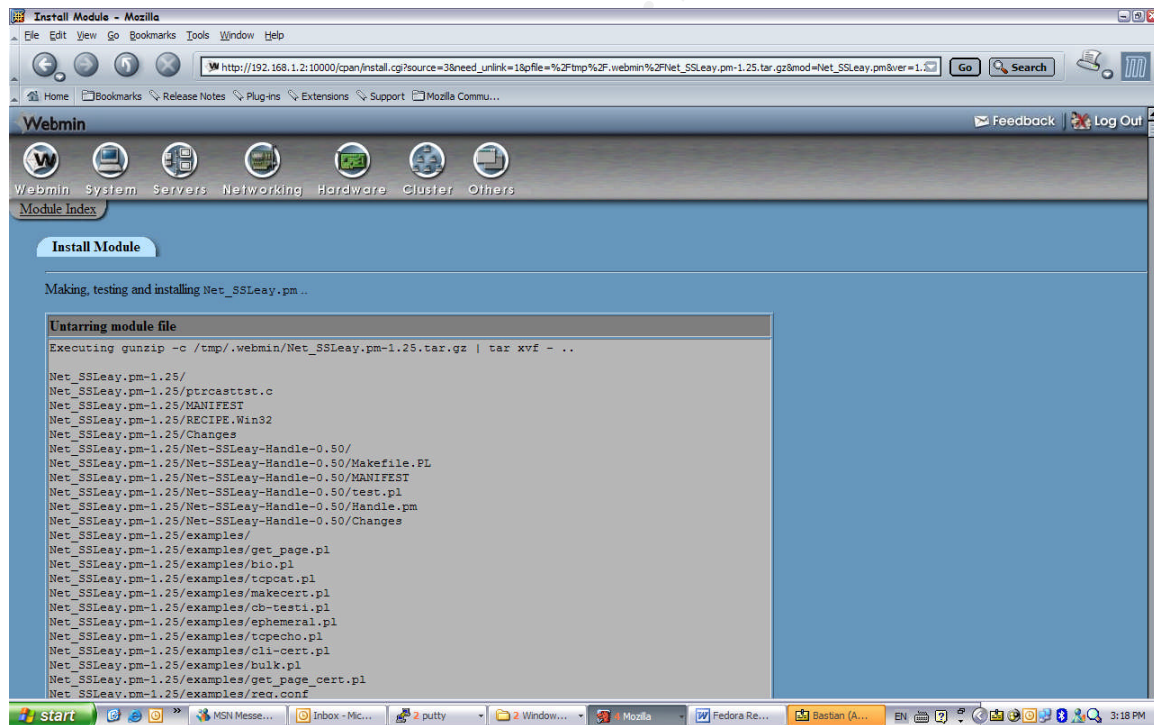 Install Module - Mozilla
File Edit View Go Bookmarks Tools Window Help
http://192.168.1.2:10000/cpan/install.cgi?source=3&need_unlink=1&pfile=%2Ftmp%2F.webmin%2FNet_SSLeay.pm-1.25.tar.gz&mod=Net_SSLeay.pm&ver=1. Go Search
Home Bookmarks Release Notes Plug-ins Extensions Support Mozilla Commu...
Webmin Feedback Log Out
Webmin System Servers Networking Hardware Cluster Others
Module Index
Install Module
Making, testing and installing Net_SSLeay.pm ..
Untarring module file
Executing gunzip -c /tmp/.webmin/Net_SSLeay.pm-1.25.tar.gz | tar xvf - ..
Net_SSLeay.pm-1.25/
Net_SSLeay.pm-1.25/ptrcasttst.c
Net_SSLeay.pm-1.25/MANIFEST
Net_SSLeay.pm-1.25/RECIPE.Win32
Net_SSLeay.pm-1.25/Changes
Net_SSLeay.pm-1.25/Net-SSLeay-Handle-0.50/
Net_SSLeay.pm-1.25/Net-SSLeay-Handle-0.50/Makefile.PL
Net_SSLeay.pm-1.25/Net-SSLeay-Handle-0.50/MANIFEST
Net_SSLeay.pm-1.25/Net-SSLeay-Handle-0.50/test.pl
Net_SSLeay.pm-1.25/Net-SSLeay-Handle-0.50/Handle.pm
Net_SSLeay.pm-1.25/Net-SSLeay-Handle-0.50/Changes
Net_SSLeay.pm-1.25/examples/
Net_SSLeay.pm-1.25/examples/get_page.pl
Net_SSLeay.pm-1.25/examples/bio.pl
Net_SSLeay.pm-1.25/examples/tcpcat.pl
Net_SSLeay.pm-1.25/examples/makecert.pl
Net_SSLeay.pm-1.25/examples/cb-testi.pl
Net_SSLeay.pm-1.25/examples/ephemeral.pl
Net_SSLeay.pm-1.25/examples/tcpecho.pl
Net_SSLeay.pm-1.25/examples/cli-cert.pl
Net_SSLeay.pm-1.25/examples/bulk.pl
Net_SSLeay.pm-1.25/examples/get_page_cert.pl
Net_SSLeay.pm-1.25/examples/req.conf
start MSN Messe... Inbox - Mic... 2 putty 2 Window... 4 Mozilla Fedora Re... Bastian (A... EN 3:18 PM